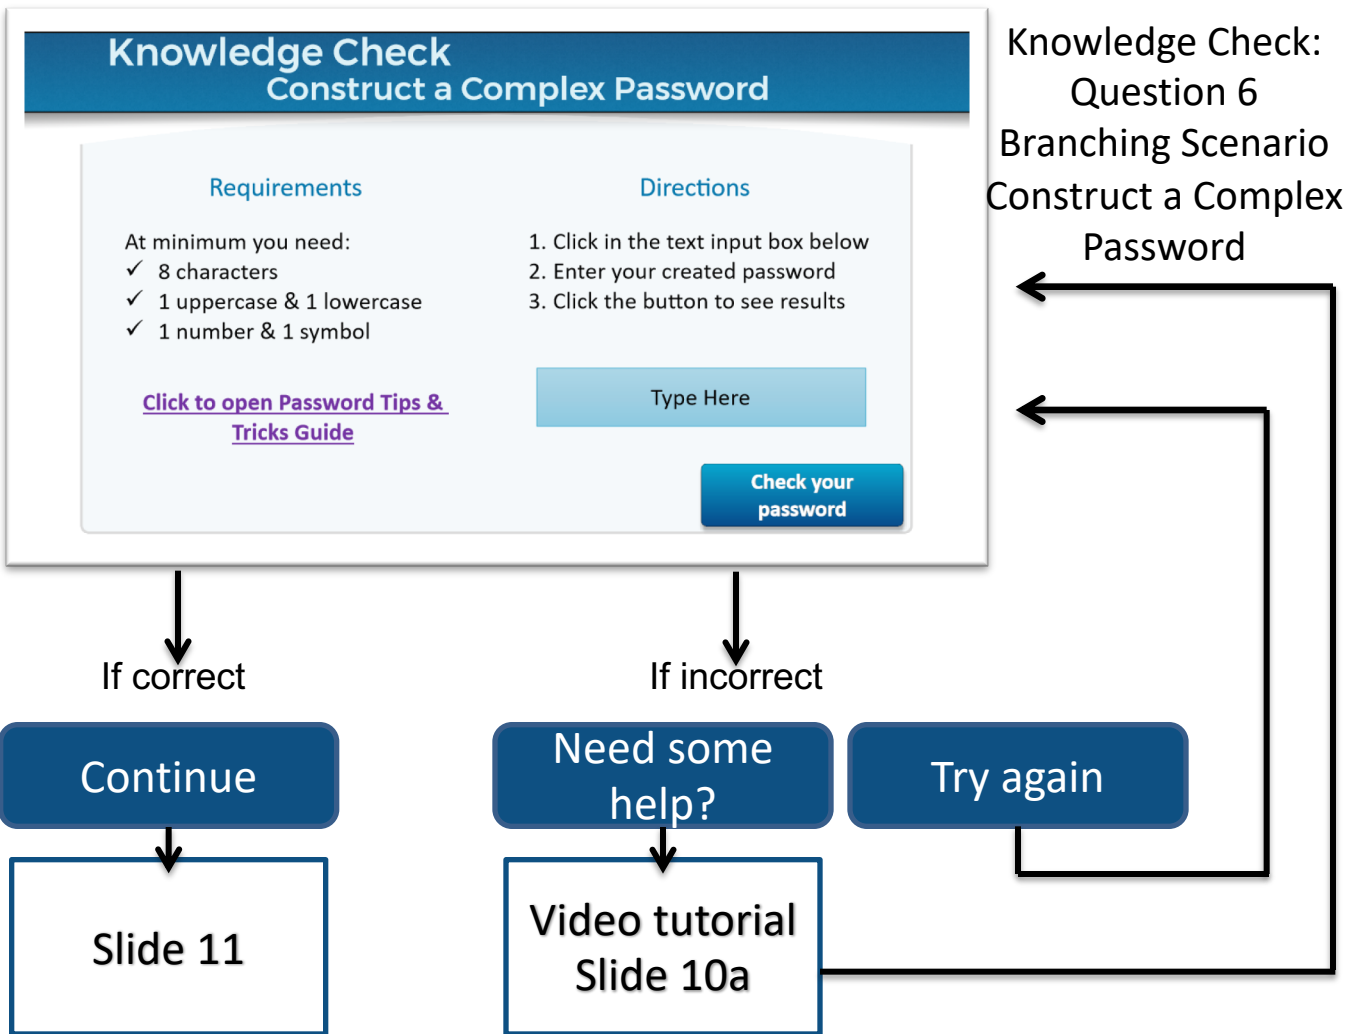 Knowledge Check
Construct a Complex Password
Requirements
At minimum you need:
✓ 8 characters
✓ 1 uppercase & 1 lowercase
✓ 1 number & 1 symbol
Click to open Password Tips &
Tricks Guide
Directions
1. Click in the text input box below
2. Enter your created password
3. Click the button to see results
Type Here
Check your
password
Knowledge Check:
Question 6
Branching Scenario
Construct a Complex
Password
If correct
If incorrect
Continue
Need some
help?
Try again
Slide 11
Video tutorial
Slide 10a